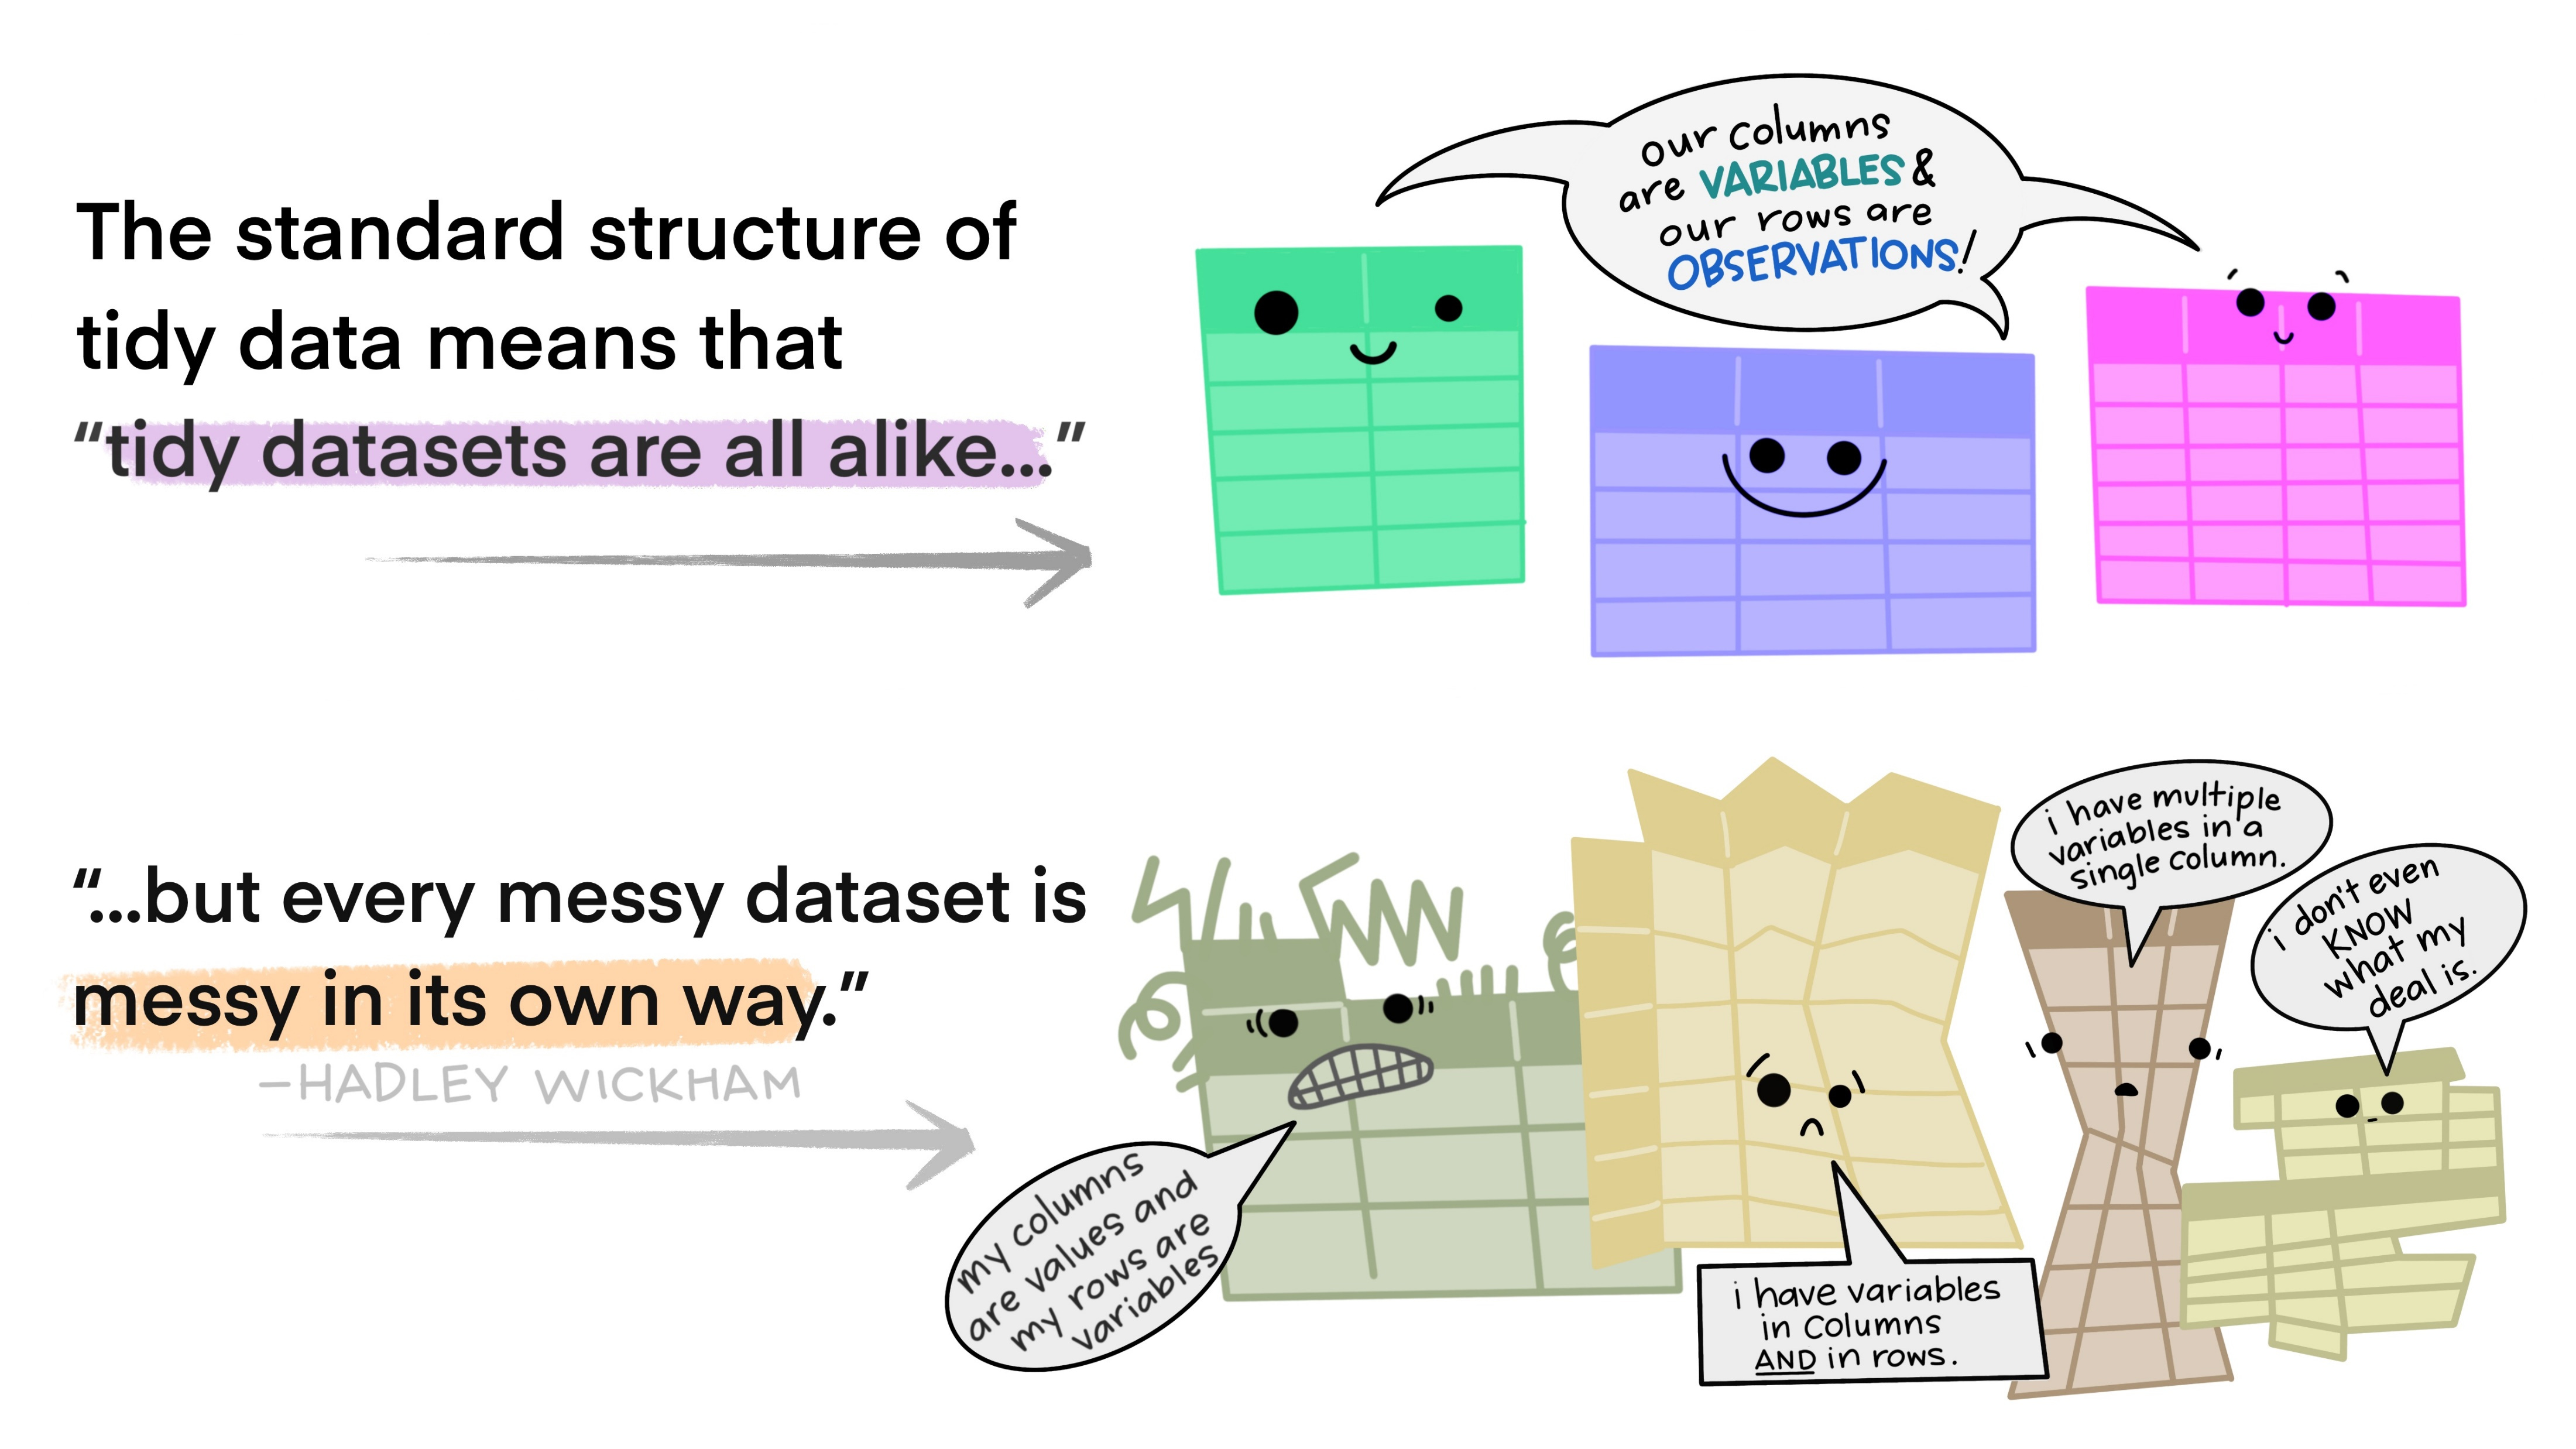 The standard structure of
tidy data means that
“tidy datasets are all alike...”
our columns
are VARIABLES &
our rows are
OBSERVATIONS!
“...but every messy dataset is
messy in its own way.”
–HADLEY WICKHAM
my columns
are values and
my rows are
variables
i have variables
in columns
AND in rows.
i have multiple
variables in a
single column.
i don't even
KNOW
what my
deal is.